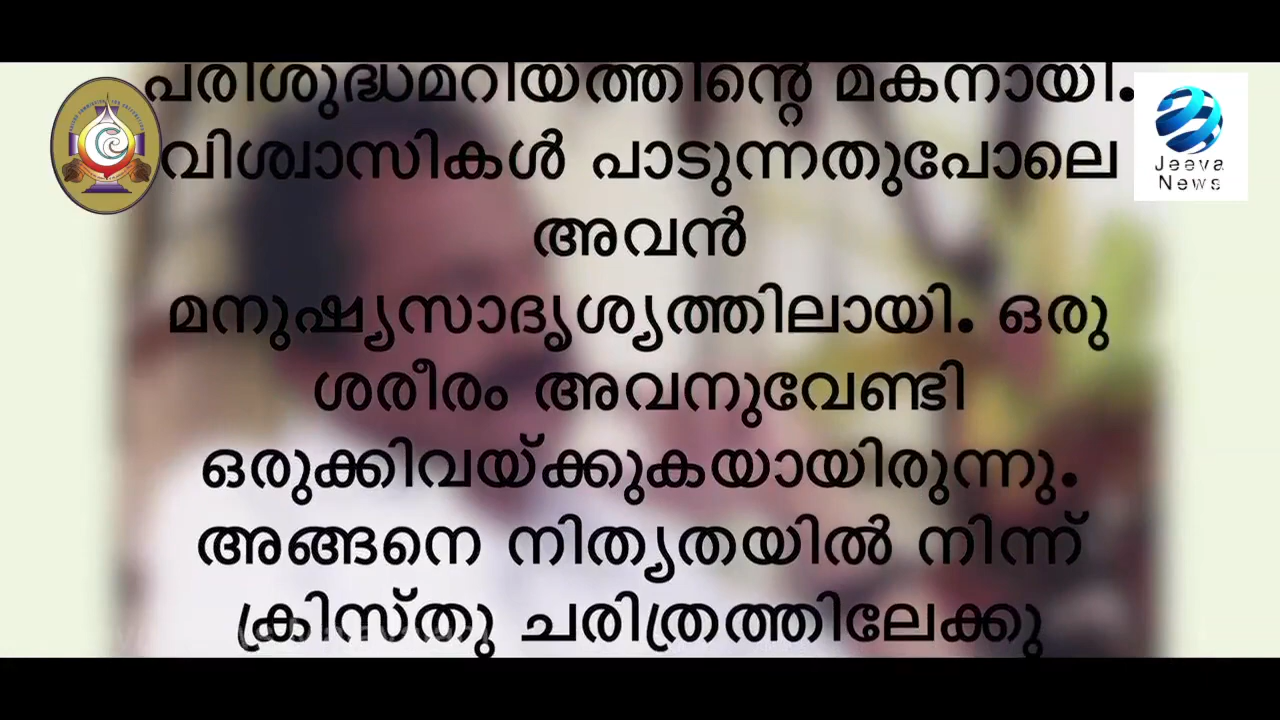 പരിശുദ്ധമറിയത്തിന്റെ മകനായി.
വിശ്വാസികൾ പാടുന്നതുപോലെ
അവൻ
മനുഷ്യസാദൃശ്യത്തിലായി. ഒരു
ശരീരം അവനുവേണ്ടി
ഒരുക്കിവയ്ക്കുകയായിരുന്നു.
അങ്ങനെ നിത്യതയിൽ നിന്ന്
ക്രിസ്തു ചരിത്രത്തിലേക്കു
Jeeva
News